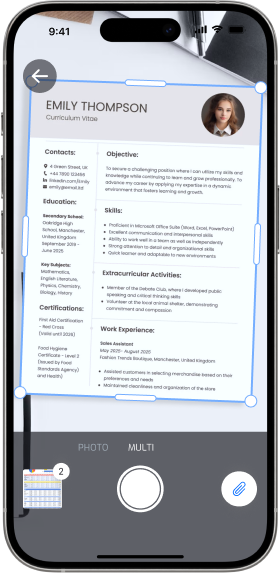 9:41
EMILY THOMPSON
Curriculum Vitae
Contacts:
4 Green Street, UK
+44 7890 123456
linkedin.com/Emily
emily@email.ltd
Education:
Secondary School:
Oakridge High
School, Manchester,
United Kingdom
September 2019 -
June 2025
Key Subjects:
Mathematics,
English Literature,
Physics, Chemistry,
Biology, History
Certifications:
First Aid Certification
– Red Cross
(Valid until 2026)
Food Hygiene
Certificate – Level 2
(Issued by Food
Standards Agency)
and Health)
Objective:
To secure a challenging position where I can utilize my skills and
knowledge while continuing to learn and grow professionally. To
advance my career by applying my expertise in a dynamic
environment that fosters learning and growth.
Skills:
Proficient in Microsoft Office Suite (Word, Excel, PowerPoint)
Excellent communication and interpersonal skills
Ability to work well in a team as well as independently
Strong attention to detail and organizational skills
Quick learner and adaptable to new environments
Extracurricular Activities:
Member of the Debate Club, where I developed public
speaking and critical thinking skills
Volunteer at the local animal shelter, demonstrating
commitment and compassion
Work Experience:
Sales Assistant
May 2025 - August 2025
Fashion Trends Boutique, Manchester, United Kingdom
Assisted customers in selecting merchandise based on their
preferences and needs
Maintained cleanliness and organization of the store
PHOTO MULTI
2